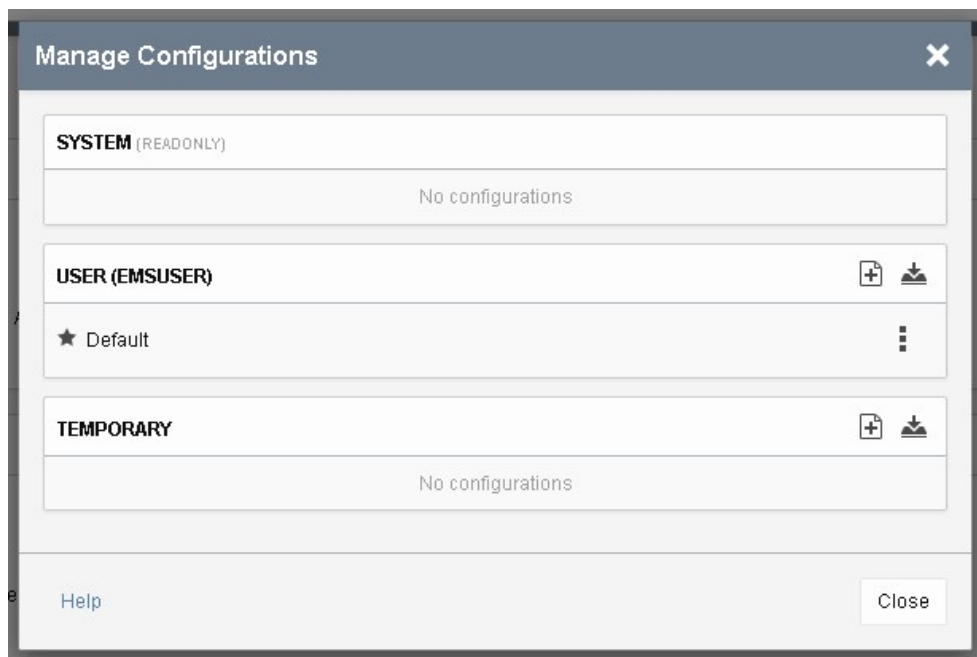 Manage Configurations
SYSTEM (READONLY)
No configurations
USER (EMSUSER)
Default
TEMPORARY
No configurations
Help
Close